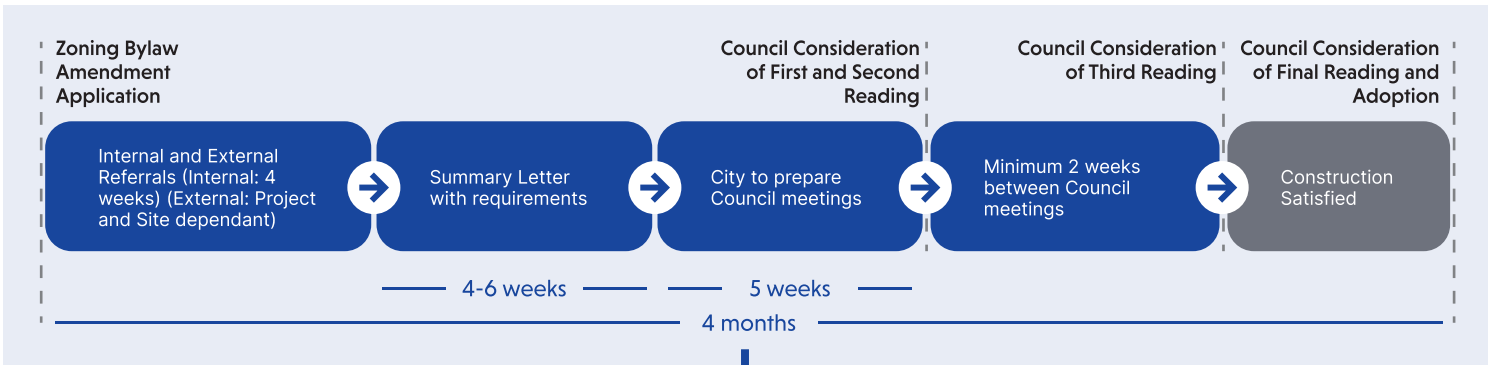 Zoning Bylaw
Amendment
Application
Council Consideration
of First and Second
Reading
Council Consideration
of Third Reading
Council Consideration
of Final Reading and
Adoption
Internal and External
Referrals (Internal: 4
weeks) (External: Project
and Site dependant)
Summary Letter
with requirements
City to prepare
Council meetings
Minimum 2 weeks
between Council
meetings
Construction
Satisfied
4-6 weeks
5 weeks
4 months